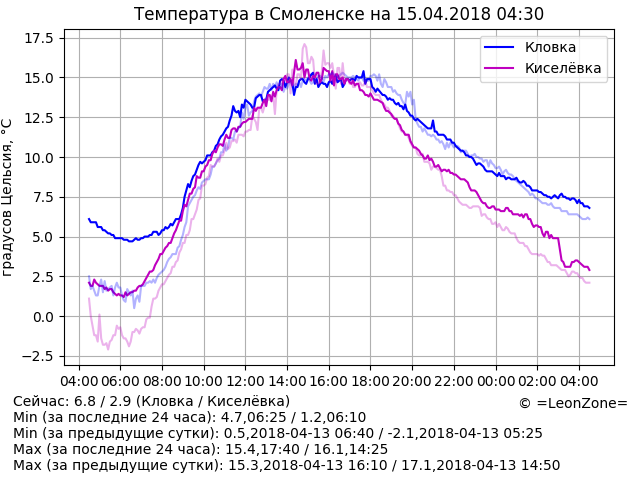 Температура в Смоленске на 15.04.2018 04:30
градусов Цельсия, °C
17.5
15.0
12.5
10.0
7.5
5.0
2.5
0.0
−2.5
Кловка
Киселёвка
04:00 06:00 08:00 10:00 12:00 14:00 16:00 18:00 20:00 22:00 00:00 02:00 04:00
Сейчас: 6.8 / 2.9 (Кловка / Киселёвка)
© =LeonZone=
Min (за последние 24 часа): 4.7,06:25 / 1.2,06:10
Min (за предыдущие сутки): 0.5,2018-04-13 06:40 / -2.1,2018-04-13 05:25
Max (за последние 24 часа): 15.4,17:40 / 16.1,14:25
Max (за предыдущие сутки): 15.3,2018-04-13 16:10 / 17.1,2018-04-13 14:50